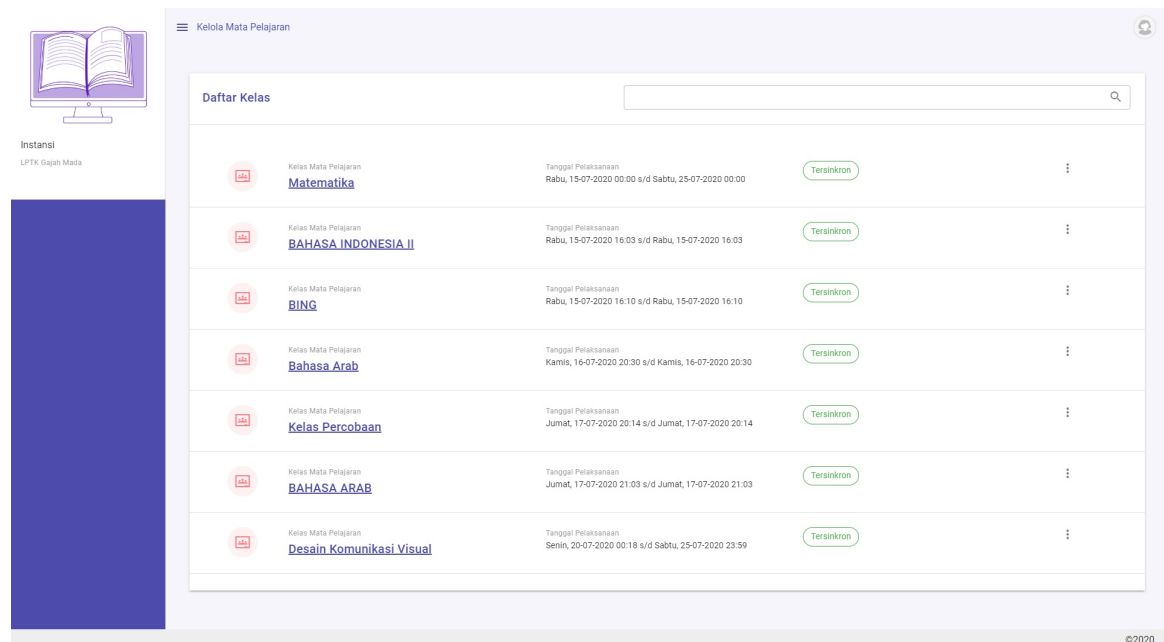 Kelola Mata Pelajaran
Instansi
LPTK Gajah Mada
Daftar Kelas
Kelas Mata Pelajaran
Matematika
Tanggal Pelaksanaan
Rabu, 15-07-2020 00:00 s/d Sabtu, 25-07-2020 00:00
Tersinkron
Kelas Mata Pelajaran
BAHASA INDONESIA II
Tanggal Pelaksanaan
Rabu, 15-07-2020 16:03 s/d Rabu, 15-07-2020 16:03
Tersinkron
Kelas Mata Pelajaran
BING
Tanggal Pelaksanaan
Rabu, 15-07-2020 16:10 s/d Rabu, 15-07-2020 16:10
Tersinkron
Kelas Mata Pelajaran
Bahasa Arab
Tanggal Pelaksanaan
Kamis, 16-07-2020 20:30 s/d Kamis, 16-07-2020 20:30
Tersinkron
Kelas Mata Pelajaran
Kelas Percobaan
Tanggal Pelaksanaan
Jumat, 17-07-2020 20:14 s/d Jumat, 17-07-2020 20:14
Tersinkron
Kelas Mata Pelajaran
BAHASA ARAB
Tanggal Pelaksanaan
Jumat, 17-07-2020 21:03 s/d Jumat, 17-07-2020 21:03
Tersinkron
Kelas Mata Pelajaran
Desain Komunikasi Visual
Tanggal Pelaksanaan
Senin, 20-07-2020 00:18 s/d Sabtu, 25-07-2020 23:59
Tersinkron
©2020